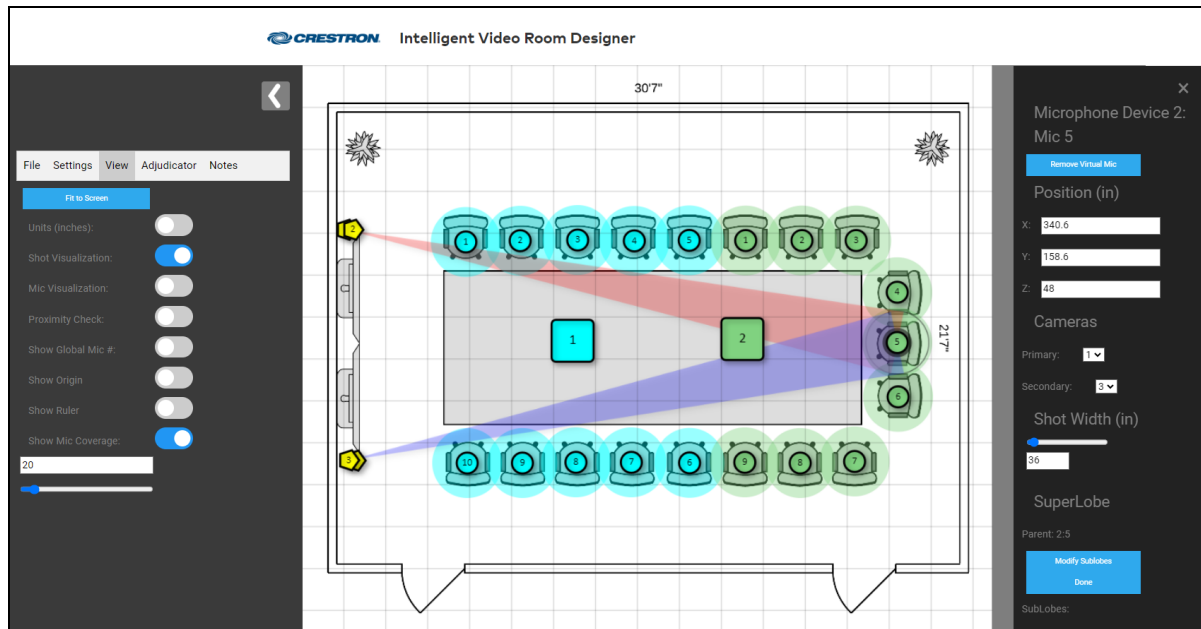 CRESTRON Intelligent Video Room Designer
File Settings View Adjudicator Notes
Fit to Screen
Units (inches):
Shot Visualization:
Mic Visualization:
Proximity Check:
Show Global Mic #:
Show Origin
Show Ruler
Show Mic Coverage:
20
30'7"
2
1 2 3 4 5 1 2 3
4
1 2
5
21'7"
6
3
10 9 8 7 6 9 8 7
×
Microphone Device 2:
Mic 5
Remove Virtual Mic
Position (in)
X: 340.6
Y: 158.6
Z: 48
Cameras
Primary: 1
Secondary: 3
Shot Width (in)
36
SuperLobe
Parent: 2:5
Modify Sublobes
Done
SubLobes: